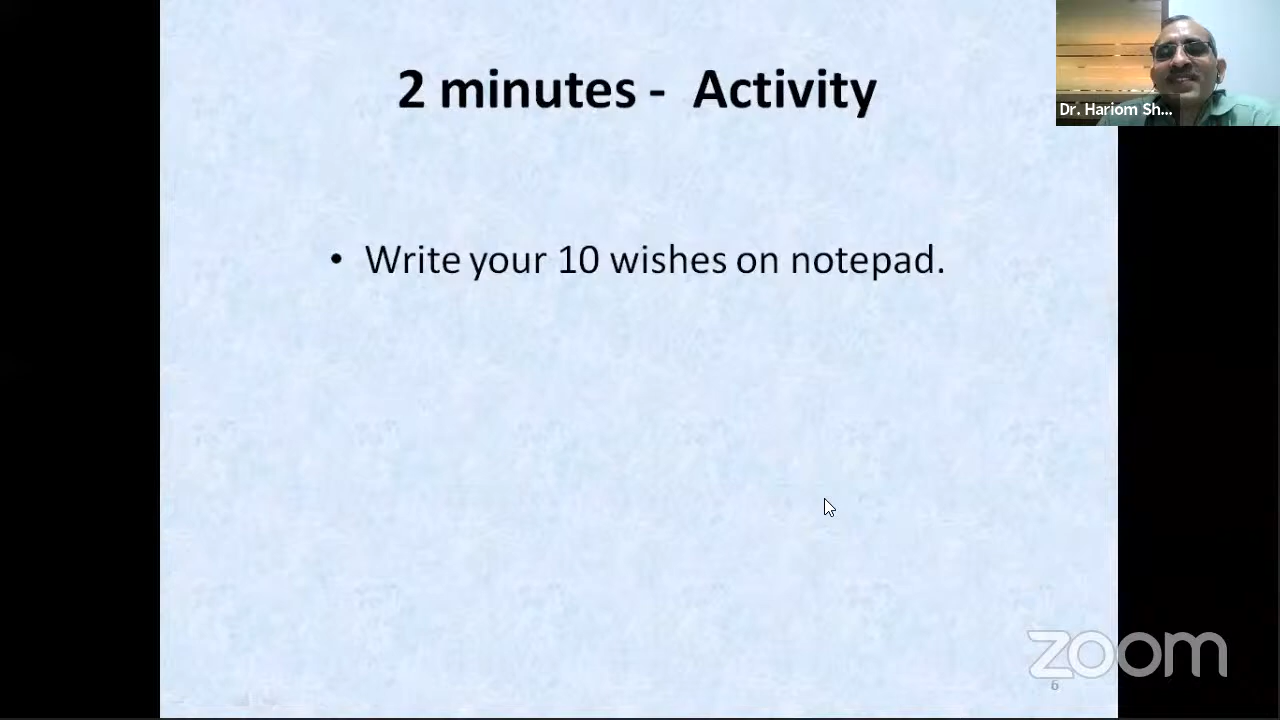 2 minutes - Activity
Dr. Hariom Sh...
• Write your 10 wishes on notepad.
zoom
6